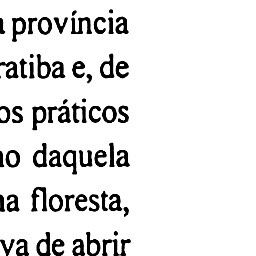 a província
ratiba e, de
os práticos
no daquela
na floresta,
va de abrir